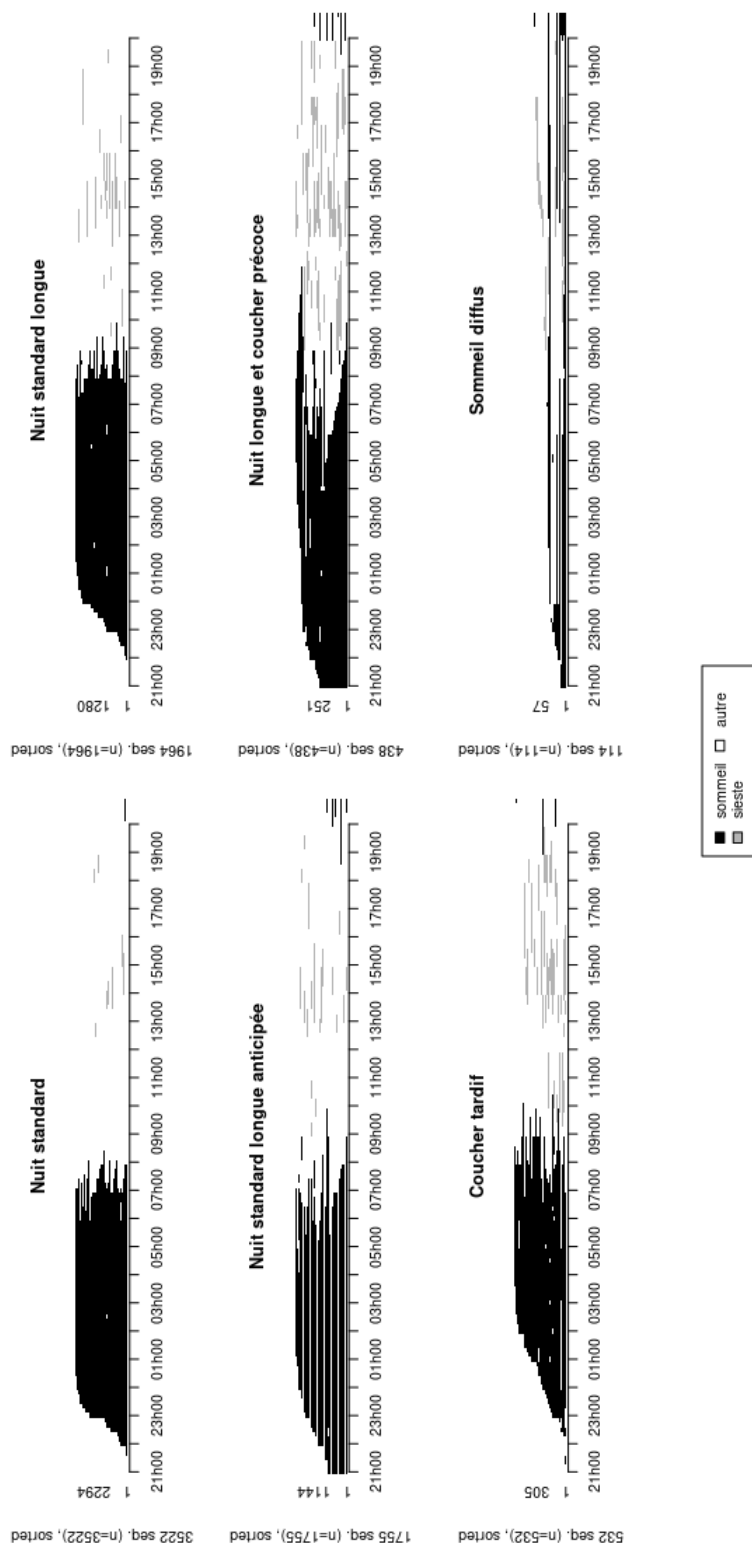 Nuit standard
3522 seq. (n=3522), sorted
2294
1
21h00 23h00 01h00 03h00 05h00 07h00 09h00 11h00 13h00 15h00 17h00 19h00
Nuit standard longue
1964 seq. (n=1964), sorted
1280
1
21h00 23h00 01h00 03h00 05h00 07h00 09h00 11h00 13h00 15h00 17h00 19h00
Nuit standard longue anticipée
1755 seq. (n=1755), sorted
1144
1
21h00 23h00 01h00 03h00 05h00 07h00 09h00 11h00 13h00 15h00 17h00 19h00
Nuit longue et coucher précoce
438 seq. (n=438), sorted
251
1
21h00 23h00 01h00 03h00 05h00 07h00 09h00 11h00 13h00 15h00 17h00 19h00
Coucher tardif
532 seq. (n=532), sorted
305
1
21h00 23h00 01h00 03h00 05h00 07h00 09h00 11h00 13h00 15h00 17h00 19h00
Sommeil diffus
114 seq. (n=114), sorted
57
1
21h00 23h00 01h00 03h00 05h00 07h00 09h00 11h00 13h00 15h00 17h00 19h00
sommeil autre
sieste